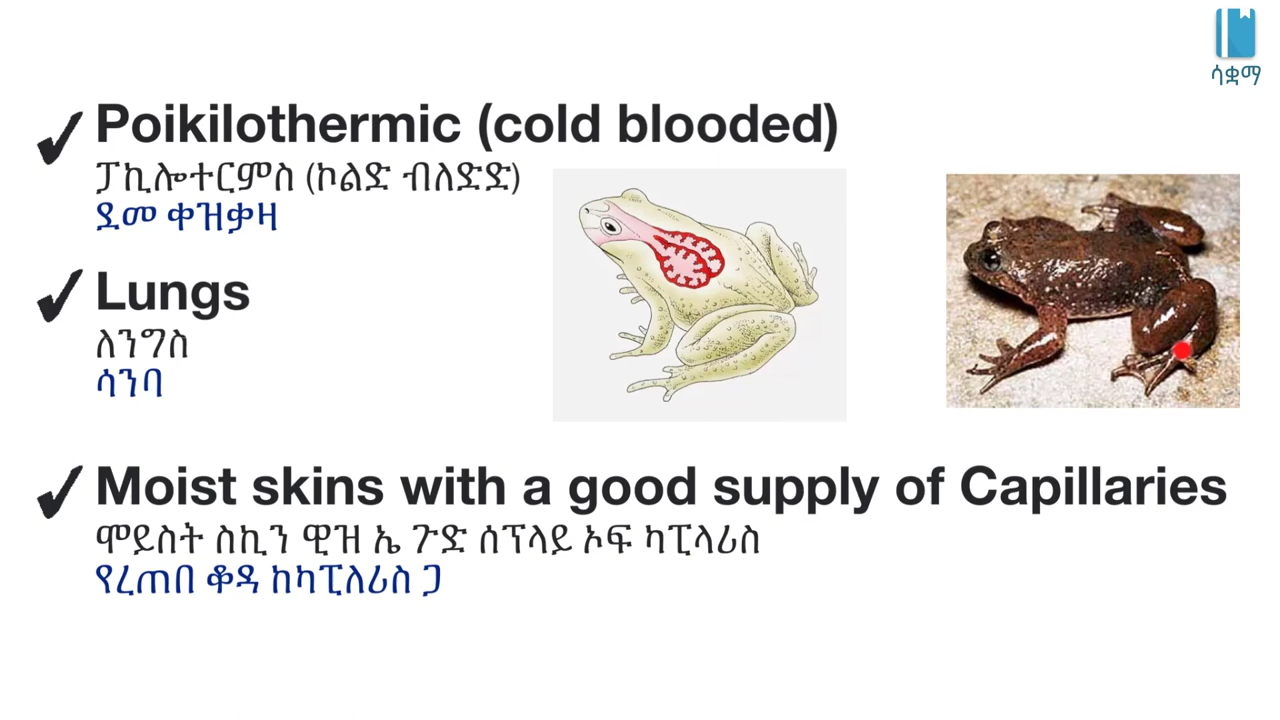 ሳቋማ
Poikilothermic (cold blooded)
ፓኪሎተርምስ (ኮልድ ብለድድ)
ደመ ቀዝቃዛ
Lungs
ለንግስ
ሳንባ
Moist skins with a good supply of Capillaries
ሞይስት ስኪን ዊዝ ኤ ጉድ ሰፕላይ ኦፍ ካፒላሪስ
የረጠበ ቆዳ ከካፒለሪስ ጋ